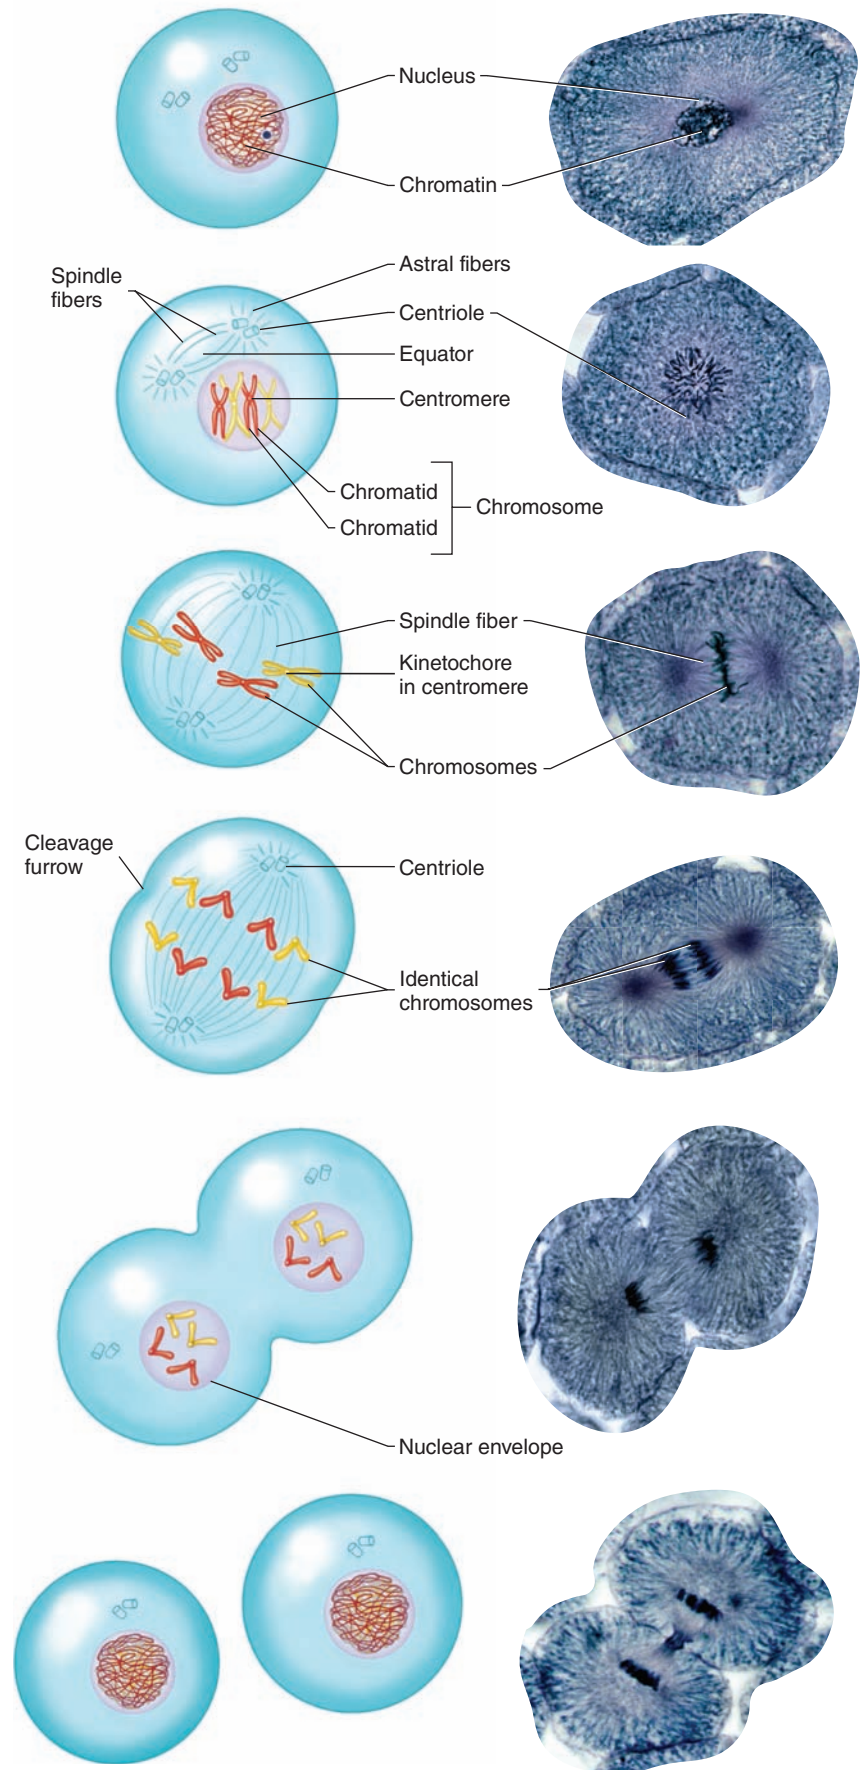 Nucleus
Chromatin
Spindle
fibers
Astral fibers
Centriole
Equator
Centromere
Chromatid
Chromatid
Chromosome
Spindle fiber
Kinetochore
in centromere
Chromosomes
Cleavage
furrow
Centriole
Identical
chromosomes
Nuclear envelope